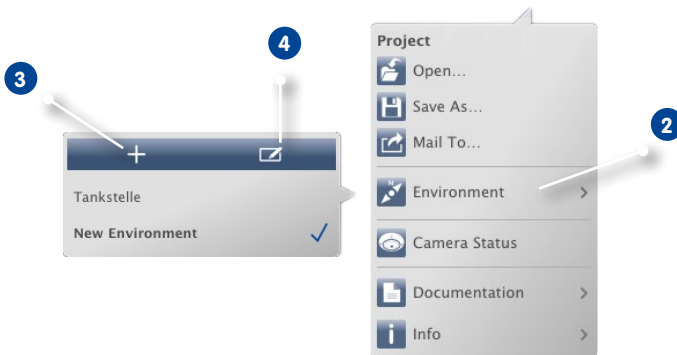 4
3
Project
Open...
Save As...
2
Mail To...
Tankstelle
Environment
New Environment
Camera Status
Documentation
Info